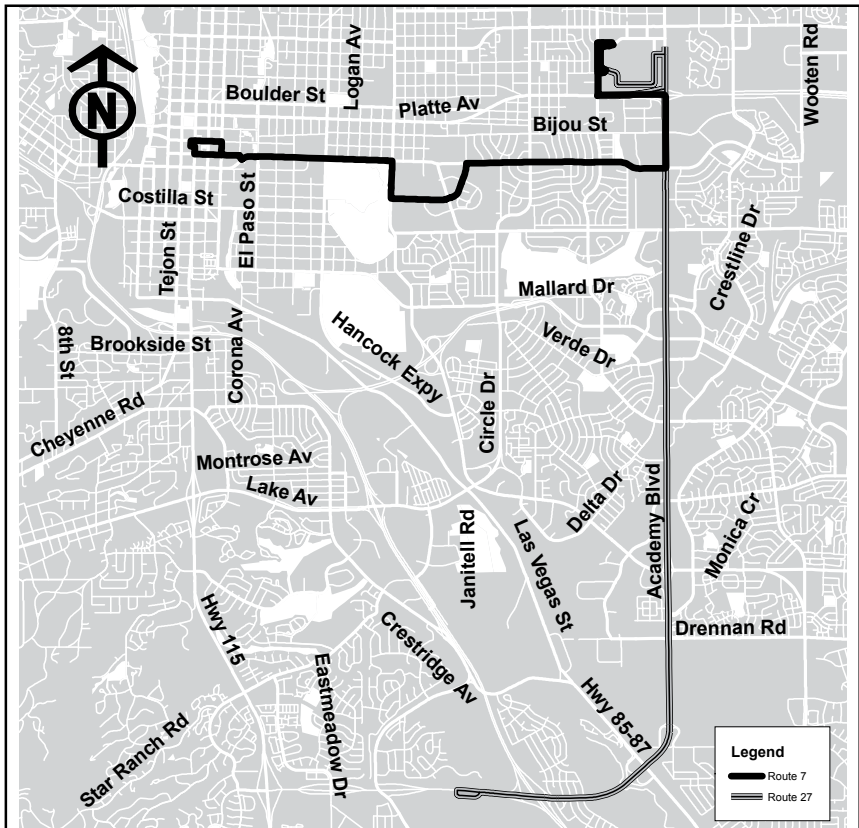 Logan Av
Wooten Rd
Boulder St
Platte Av
N
Bijou St
Costilla St
El Paso St
Tejon St
Crestline Dr
Mallard Dr
8th St
Brookside St
Corona Av
Hancock Expy
Verde Dr
Cheyenne Rd
Circle Dr
Montrose Av
Lake Av
Delta Dr
Academy Blvd
Monica Cr
Janitell Rd
Las Vegas St
Hwy 115
Drennan Rd
Crestridge Av
Eastmeadow Dr
Hwy 85-87
Star Ranch Rd
Legend
Route 7
Route 27